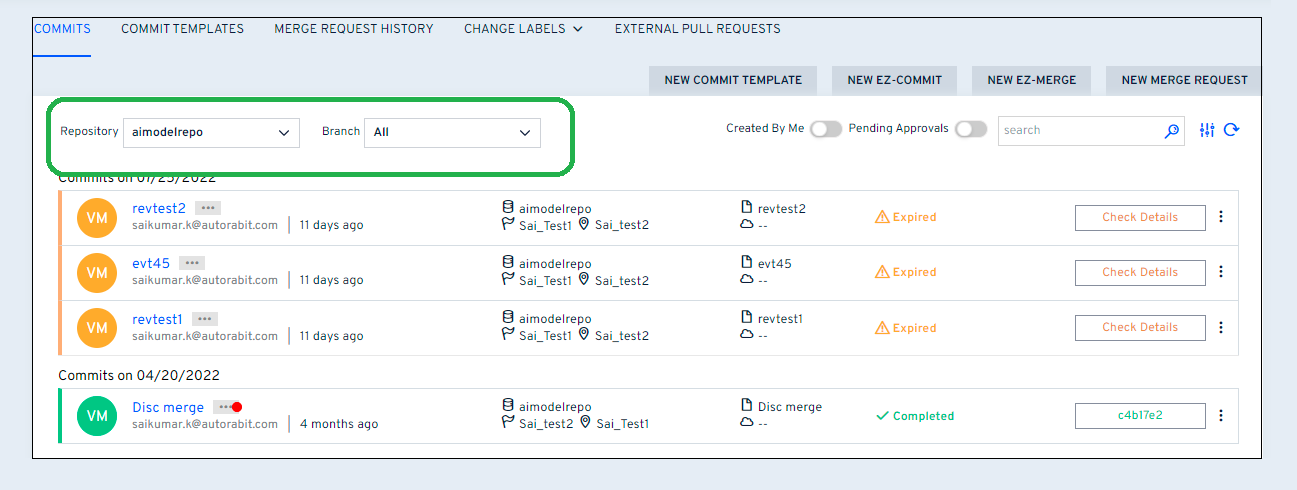 COMMITS COMMIT TEMPLATES MERGE REQUEST HISTORY CHANGE LABELS EXTERNAL PULL REQUESTS
NEW COMMIT TEMPLATE NEW EZ-COMMIT NEW EZ-MERGE NEW MERGE REQUEST
Repository aimodelrepo Branch All Created By Me Pending Approvals search
Commits on 07/25/2022
VM revtest2 ••• aimodelrepo revtest2 Expired Check Details
saikumar.k@autorabit.com 11 days ago Sai_Test1 Sai_test2 --
VM evt45 ••• aimodelrepo evt45 Expired Check Details
saikumar.k@autorabit.com 11 days ago Sai_Test1 Sai_test2 --
VM revtest1 ••• aimodelrepo revtest1 Expired Check Details
saikumar.k@autorabit.com 11 days ago Sai_Test1 Sai_test2 --
Commits on 04/20/2022
VM Disc merge ••• aimodelrepo Disc merge Completed c4b17e2
saikumar.k@autorabit.com 4 months ago Sai_test2 Sai_Test1 --